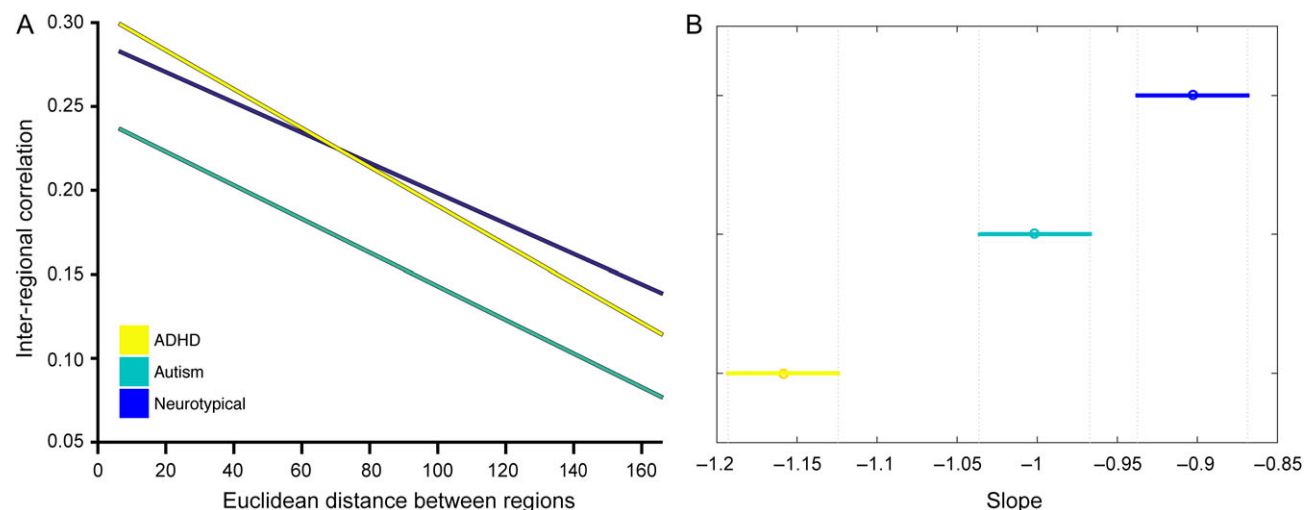 A
0.30
0.25
0.20
0.15
0.10
0.05
Inter-regional correlation
ADHD
Autism
Neurotypical
0 20 40 60 80 100 120 140 160
Euclidean distance between regions
B
–1.2 –1.15 –1.1 –1.05 –1 –0.95 –0.9 –0.85
Slope